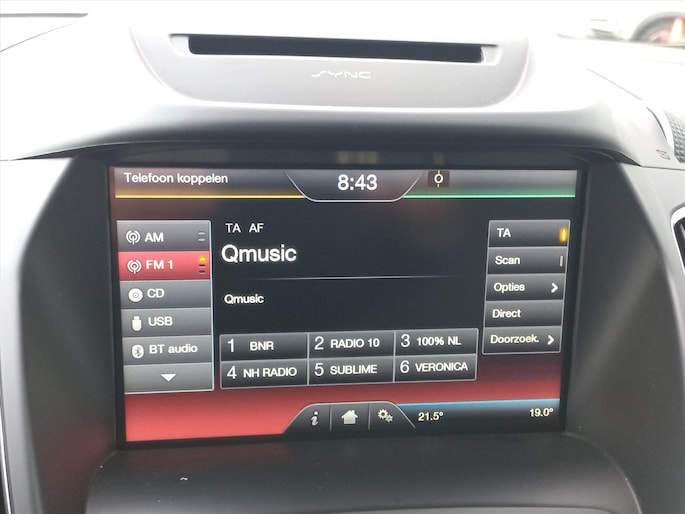 SYNC
Telefoon koppelen
8:43
AM
FM 1
CD
USB
BT audio
TA AF
Qmusic
Qmusic
1 BNR
2 RADIO 10
3 100% NL
4 NH RADIO
5 SUBLIME
6 VERONICA
TA
Scan
Opties
Direct
Doorzoek.
i
21.5°
19.0°